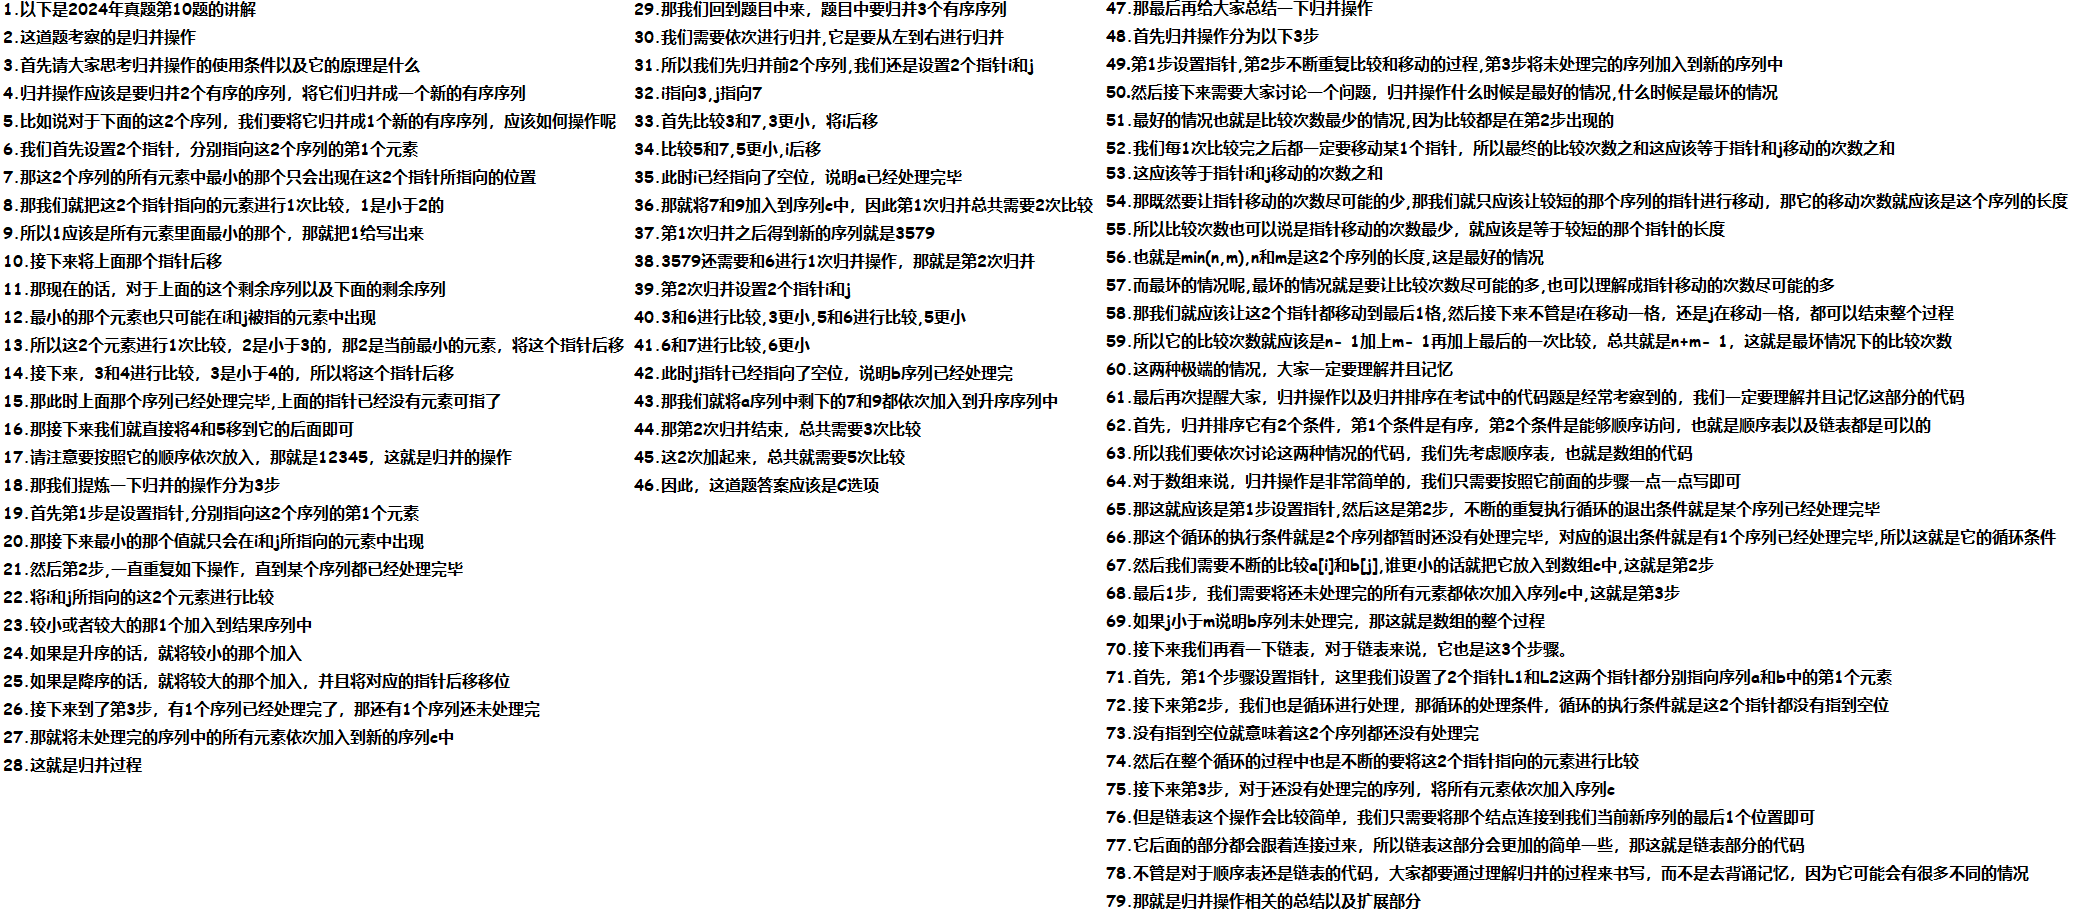 1.以下是2024年真题第10题的讲解
2.这道题考察的是归并操作
3.首先请大家思考归并操作的使用条件以及它的原理是什么
4.归并操作应该是要归并2个有序的序列，将它们归并成一个新的有序序列
5.比如说对于下面的这2个序列，我们要将它归并成1个新的有序序列，应该如何操作呢
6.我们首先设置2个指针，分别指向这2个序列的第1个元素
7.那这2个序列的所有元素中最小的那个只会出现在这2个指针所指向的位置
8.那我们就把这2个指针指向的元素进行1次比较，1是小于2的
9.所以1应该是所有元素里面最小的那个，那就把1给写出来
10.接下来将上面那个指针后移
11.那现在的话，对于上面的这个剩余序列以及下面的剩余序列
12.最小的那个元素也只可能在i和j被指的元素中出现
13.所以这2个元素进行1次比较，2是小于3的，那2是当前最小的元素，将这个指针后移
14.接下来，3和4进行比较，3是小于4的，所以将这个指针后移
15.那此时上面那个序列已经处理完毕,上面的指针已经没有元素可指了
16.那接下来我们就直接将4和5移到它的后面即可
17.请注意要按照它的顺序依次放入，那就是12345，这就是归并的操作
18.那我们提炼一下归并的操作分为3步
19.首先第1步是设置指针,分别指向这2个序列的第1个元素
20.那接下来最小的那个值就只会在i和j所指向的元素中出现
21.然后第2步,一直重复如下操作，直到某个序列都已经处理完毕
22.将i和j所指向的这2个元素进行比较
23.较小或者较大的那1个加入到结果序列中
24.如果是升序的话，就将较小的那个加入
25.如果是降序的话，就将较大的那个加入，并且将对应的指针后移移位
26.接下来到了第3步，有1个序列已经处理完了，那还有1个序列还未处理完
27.那就将未处理完的序列中的所有元素依次加入到新的序列c中
28.这就是归并过程
29.那我们回到题目中来，题目中要归并3个有序序列
30.我们需要依次进行归并,它是要从左到右进行归并
31.所以我们先归并前2个序列,我们还是设置2个指针i和j
32.i指向3,j指向7
33.首先比较3和7,3更小，将i后移
34.比较5和7,5更小,i后移
35.此时i已经指向了空位，说明a已经处理完毕
36.那就将7和9加入到序列c中，因此第1次归并总共需要2次比较
37.第1次归并之后得到新的序列就是3579
38.3579还需要和6进行1次归并操作，那就是第2次归并
39.第2次归并设置2个指针i和j
40.3和6进行比较,3更小,5和6进行比较,5更小
41.6和7进行比较,6更小
42.此时j指针已经指向了空位，说明b序列已经处理完
43.那我们就将a序列中剩下的7和9都依次加入到升序序列中
44.那第2次归并结束，总共需要3次比较
45.这2次加起来，总共就需要5次比较
46.因此，这道题答案应该是C选项
47.那最后再给大家总结一下归并操作
48.首先归并操作分为以下3步
49.第1步设置指针,第2步不断重复比较和移动的过程,第3步将未处理完的序列加入到新的序列中
50.然后接下来需要大家讨论一个问题，归并操作什么时候是最好的情况,什么时候是最坏的情况
51.最好的情况也就是比较次数最少的情况,因为比较都是在第2步出现的
52.我们每1次比较完之后都一定要移动某1个指针，所以最终的比较次数之和这应该等于指针和j移动的次数之和
53.这应该等于指针i和j移动的次数之和
54.那既然要让指针移动的次数尽可能的少,那我们就只应该让较短的那个序列的指针进行移动，那它的移动次数就应该是这个序列的长度
55.所以比较次数也可以说是指针移动的次数最少，就应该是等于较短的那个指针的长度
56.也就是min(n,m),n和m是这2个序列的长度,这是最好的情况
57.而最坏的情况呢,最坏的情况就是要让比较次数尽可能的多,也可以理解成指针移动的次数尽可能的多
58.那我们就应该让这2个指针都移动到最后1格,然后接下来不管是i在移动一格，还是j在移动一格，都可以结束整个过程
59.所以它的比较次数就应该是n- 1加上m- 1再加上最后的一次比较，总共就是n+m- 1，这就是最坏情况下的比较次数
60.这两种极端的情况，大家一定要理解并且记忆
61.最后再次提醒大家，归并操作以及归并排序在考试中的代码题是经常考察到的，我们一定要理解并且记忆这部分的代码
62.首先，归并排序它有2个条件，第1个条件是有序，第2个条件是能够顺序访问，也就是顺序表以及链表都是可以的
63.所以我们要依次讨论这两种情况的代码，我们先考虑顺序表，也就是数组的代码
64.对于数组来说，归并操作是非常简单的，我们只需要按照它前面的步骤一点一点写即可
65.那这就应该是第1步设置指针,然后这是第2步，不断的重复执行循环的退出条件就是某个序列已经处理完毕
66.那这个循环的执行条件就是2个序列都暂时还没有处理完毕，对应的退出条件就是有1个序列已经处理完毕,所以这就是它的循环条件
67.然后我们需要不断的比较a[i]和b[j],谁更小的话就把它放入到数组c中,这就是第2步
68.最后1步，我们需要将还未处理完的所有元素都依次加入序列c中,这就是第3步
69.如果j小于m说明b序列未处理完，那这就是数组的整个过程
70.接下来我们再看一下链表，对于链表来说，它也是这3个步骤。
71.首先，第1个步骤设置指针，这里我们设置了2个指针L1和L2这两个指针都分别指向序列a和b中的第1个元素
72.接下来第2步，我们也是循环进行处理，那循环的处理条件，循环的执行条件就是这2个指针都没有指到空位
73.没有指到空位就意味着这2个序列都还没有处理完
74.然后在整个循环的过程中也是不断的要将这2个指针指向的元素进行比较
75.接下来第3步，对于还没有处理完的序列，将所有元素依次加入序列c
76.但是链表这个操作会比较简单，我们只需要将那个结点连接到我们当前新序列的最后1个位置即可
77.它后面的部分都会跟着连接过来，所以链表这部分会更加的简单一些，那这就是链表部分的代码
78.不管是对于顺序表还是链表的代码，大家都要通过理解归并的过程来书写，而不是去背诵记忆，因为它可能会有很多不同的情况
79.那就是归并操作相关的总结以及扩展部分